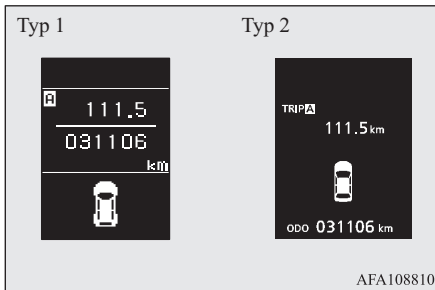 Typ 1
A 111.5
031106
km
Typ 2
TRIP A
111.5 km
ODO 031106 km
AFA108810